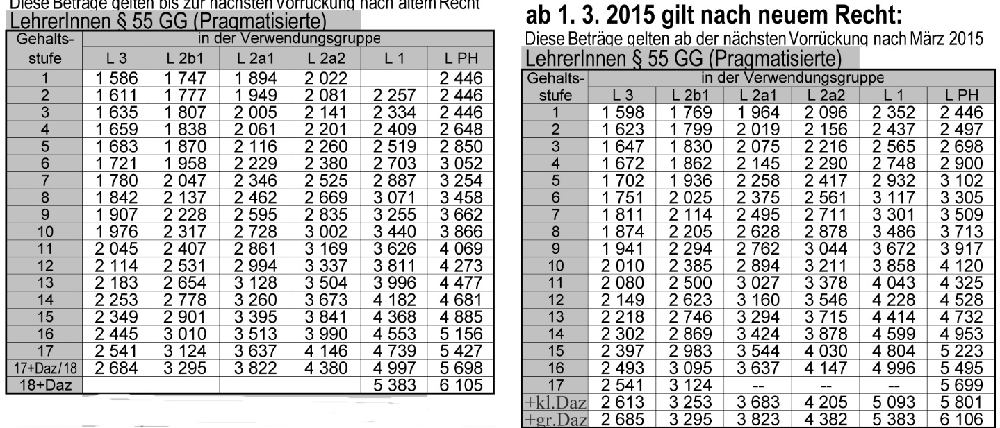 Diese Beträge gelten bis zur nächsten Vorrückung nach altem Recht
LehrerInnen § 55 GG (Pragmatisierte)
Gehalts- in der Verwendungsgruppe
stufe L 3 L 2b1 L 2a1 L 2a2 L 1 L PH
1 1 586 1 747 1 894 2 022 2 446
2 1 611 1 777 1 949 2 081 2 257 2 446
3 1 635 1 807 2 005 2 141 2 334 2 446
4 1 659 1 838 2 061 2 201 2 409 2 648
5 1 683 1 870 2 116 2 260 2 519 2 850
6 1 721 1 958 2 229 2 380 2 703 3 052
7 1 780 2 047 2 346 2 525 2 887 3 254
8 1 842 2 137 2 462 2 669 3 071 3 458
9 1 907 2 228 2 595 2 835 3 255 3 662
10 1 976 2 317 2 728 3 002 3 440 3 866
11 2 045 2 407 2 861 3 169 3 626 4 069
12 2 114 2 531 2 994 3 337 3 811 4 273
13 2 183 2 654 3 128 3 504 3 996 4 477
14 2 253 2 778 3 260 3 673 4 182 4 681
15 2 349 2 901 3 395 3 841 4 368 4 885
16 2 445 3 010 3 513 3 990 4 553 5 156
17 2 541 3 124 3 637 4 146 4 739 5 427
17+Daz/18 2 684 3 295 3 822 4 380 4 997 5 698
18+Daz 5 383 6 105
ab 1. 3. 2015 gilt nach neuem Recht:
Diese Beträge gelten ab der nächsten Vorrückung nach März 2015
LehrerInnen § 55 GG (Pragmatisierte)
Gehalts- in der Verwendungsgruppe
stufe L 3 L 2b1 L 2a1 L 2a2 L 1 L PH
1 1 598 1 769 1 964 2 096 2 352 2 446
2 1 623 1 799 2 019 2 156 2 437 2 497
3 1 647 1 830 2 075 2 216 2 565 2 698
4 1 672 1 862 2 145 2 290 2 748 2 900
5 1 702 1 936 2 258 2 417 2 932 3 102
6 1 751 2 025 2 375 2 561 3 117 3 305
7 1 811 2 114 2 495 2 711 3 301 3 509
8 1 874 2 205 2 628 2 878 3 486 3 713
9 1 941 2 294 2 762 3 044 3 672 3 917
10 2 010 2 385 2 894 3 211 3 858 4 120
11 2 080 2 500 3 027 3 378 4 043 4 325
12 2 149 2 623 3 160 3 546 4 228 4 528
13 2 218 2 746 3 294 3 715 4 414 4 732
14 2 302 2 869 3 424 3 878 4 599 4 953
15 2 397 2 983 3 544 4 030 4 804 5 223
16 2 493 3 095 3 637 4 147 4 996 5 495
17 2 541 3 124 -- -- -- 5 699
+kl.Daz 2 613 3 253 3 683 4 205 5 093 5 801
+gr.Daz 2 685 3 295 3 823 4 382 5 383 6 106